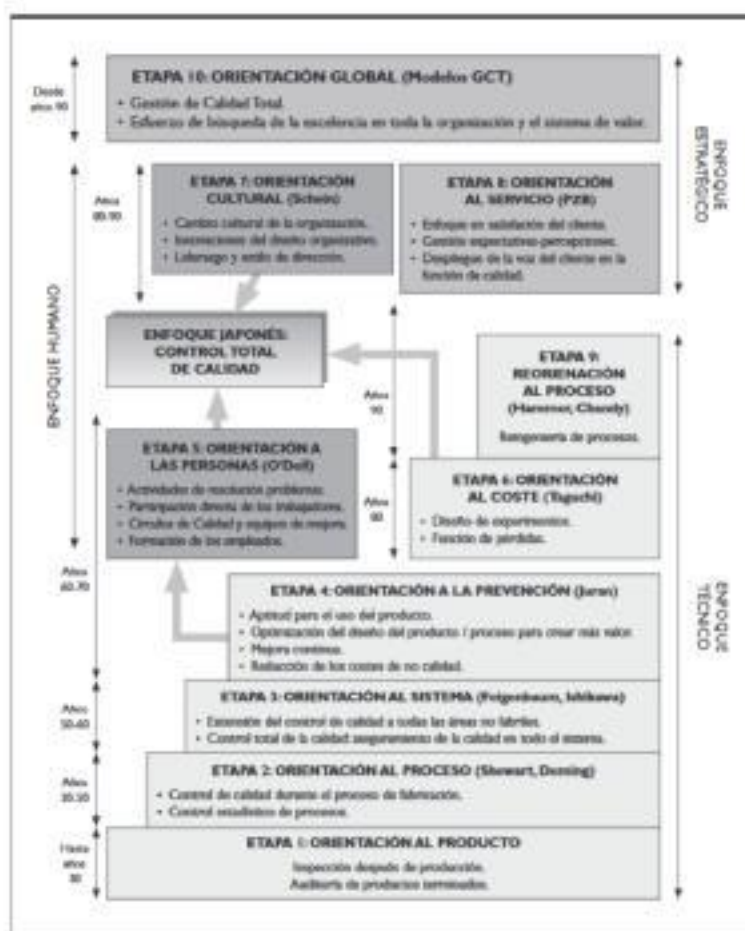 ETAPA 10: ORIENTACIÓN GLOBAL (Modelos GCT)
• Gestión de Calidad Total.
• Esfuerzo de búsqueda de la excelencia en toda la organización y el sistema de valor.
Desde
años 90
ENFOQUE
ESTRATÉGICO
ETAPA 7: ORIENTACIÓN
CULTURAL (Schein)
• Cambio cultural de la organización.
• Innovaciones del diseño organizativo.
• Liderazgo y estilo de dirección.
ETAPA 8: ORIENTACIÓN
AL SERVICIO (PZB)
• Enfoque en satisfacción del cliente.
• Gestión expectativas-percepciones.
• Despliegue de la voz del cliente en la
función de calidad.
Años
80-90
ENFOQUE HUMANO
ENFOQUE JAPONÉS:
CONTROL TOTAL
DE CALIDAD
ETAPA 9:
REORIENACIÓN
AL PROCESO
(Hammer, Chandy)
Reingeniería de procesos.
Años
90
ETAPA 5: ORIENTACIÓN A
LAS PERSONAS (O'Dell)
• Actividades de resolución problemas.
• Participación directa de los trabajadores.
• Círculos de Calidad y equipos de mejora.
• Formación de los empleados.
ETAPA 6: ORIENTACIÓN
AL COSTE (Taguchi)
• Diseño de experimentos.
• Función de pérdidas.
Años
80
Años
60-70
ENFOQUE
TÉCNICO
ETAPA 4: ORIENTACIÓN A LA PREVENCIÓN (Juran)
• Aptitud para el uso del producto.
• Optimización del diseño del producto / proceso para crear más valor.
• Mejora continua.
• Reducción de los costes de no calidad.
ETAPA 3: ORIENTACIÓN AL SISTEMA (Feigenbaum, Ishikawa)
• Extensión del control de calidad a todas las áreas no fabriles.
• Control total de la calidad aseguramiento de la calidad en todo el sistema.
Años
50-60
ETAPA 2: ORIENTACIÓN AL PROCESO (Shewart, Deming)
• Control de calidad durante el proceso de fabricación.
• Control estadístico de procesos.
Años
30-50
ETAPA 1: ORIENTACIÓN AL PRODUCTO
Inspección después de producción.
Auditoría de productos terminados.
Hasta
años
30